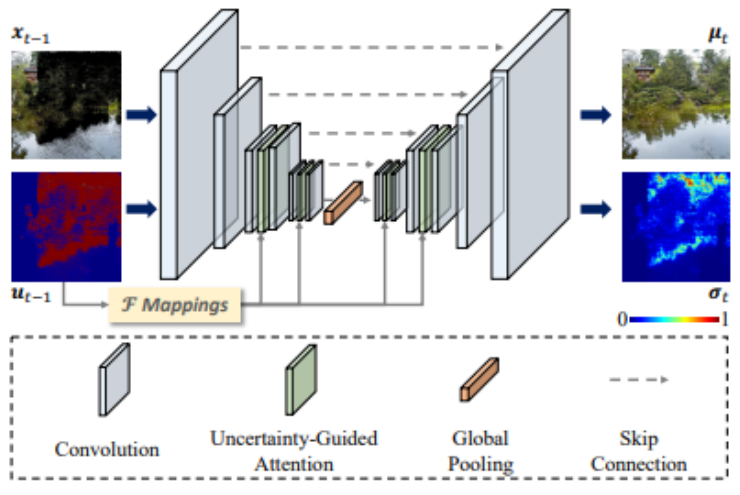 x_{t−1}
μ_t
u_{t−1}
ℱ Mappings
σ_t
0 1
Convolution
Uncertainty-Guided
Attention
Global
Pooling
Skip
Connection